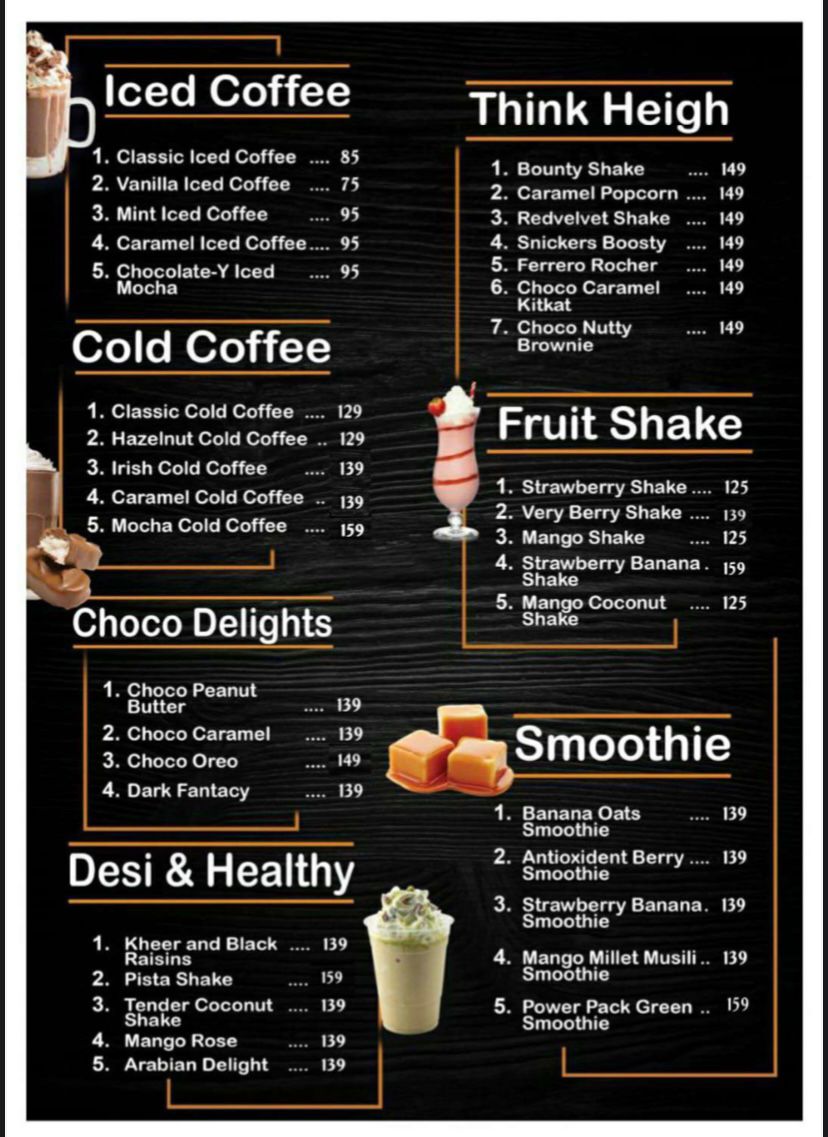 Iced Coffee
1. Classic Iced Coffee .... 85
2. Vanilla Iced Coffee .... 75
3. Mint Iced Coffee .... 95
4. Caramel Iced Coffee.... 95
5. Chocolate-Y Iced .... 95
Mocha
Cold Coffee
1. Classic Cold Coffee .... 129
2. Hazelnut Cold Coffee .. 129
3. Irish Cold Coffee .... 139
4. Caramel Cold Coffee .. 139
5. Mocha Cold Coffee .... 159
Choco Delights
1. Choco Peanut
Butter .... 139
2. Choco Caramel .... 139
3. Choco Oreo .... 149
4. Dark Fantacy .... 139
Desi & Healthy
1. Kheer and Black .... 139
Raisins
2. Pista Shake .... 159
3. Tender Coconut .... 139
Shake
4. Mango Rose .... 139
5. Arabian Delight .... 139
Think Heigh
1. Bounty Shake .... 149
2. Caramel Popcorn .... 149
3. Redvelvet Shake .... 149
4. Snickers Boosty .... 149
5. Ferrero Rocher .... 149
6. Choco Caramel .... 149
Kitkat
7. Choco Nutty .... 149
Brownie
Fruit Shake
1. Strawberry Shake .... 125
2. Very Berry Shake .... 139
3. Mango Shake .... 125
4. Strawberry Banana . 159
Shake
5. Mango Coconut .... 125
Shake
Smoothie
1. Banana Oats .... 139
Smoothie
2. Antioxident Berry .... 139
Smoothie
3. Strawberry Banana. 139
Smoothie
4. Mango Millet Musili .. 139
Smoothie
5. Power Pack Green .. 159
Smoothie